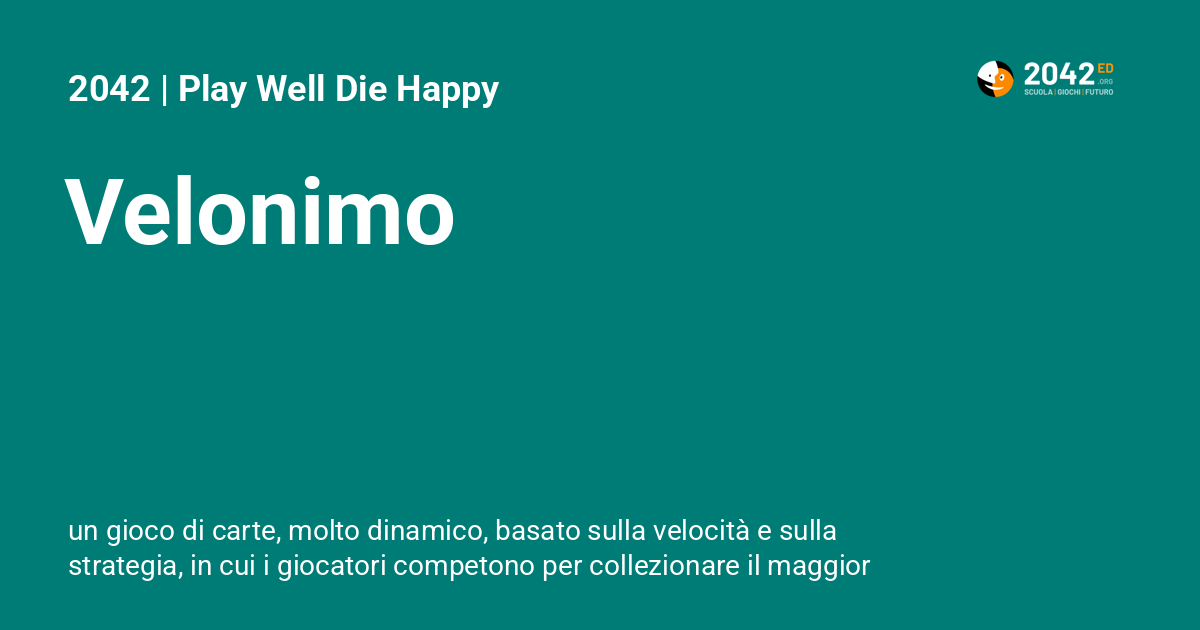 2042 | Play Well Die Happy
2042 ED
.ORG
SCUOLA | GIOCHI | FUTURO
Velonimo
un gioco di carte, molto dinamico, basato sulla velocità e sulla
strategia, in cui i giocatori competono per collezionare il maggior